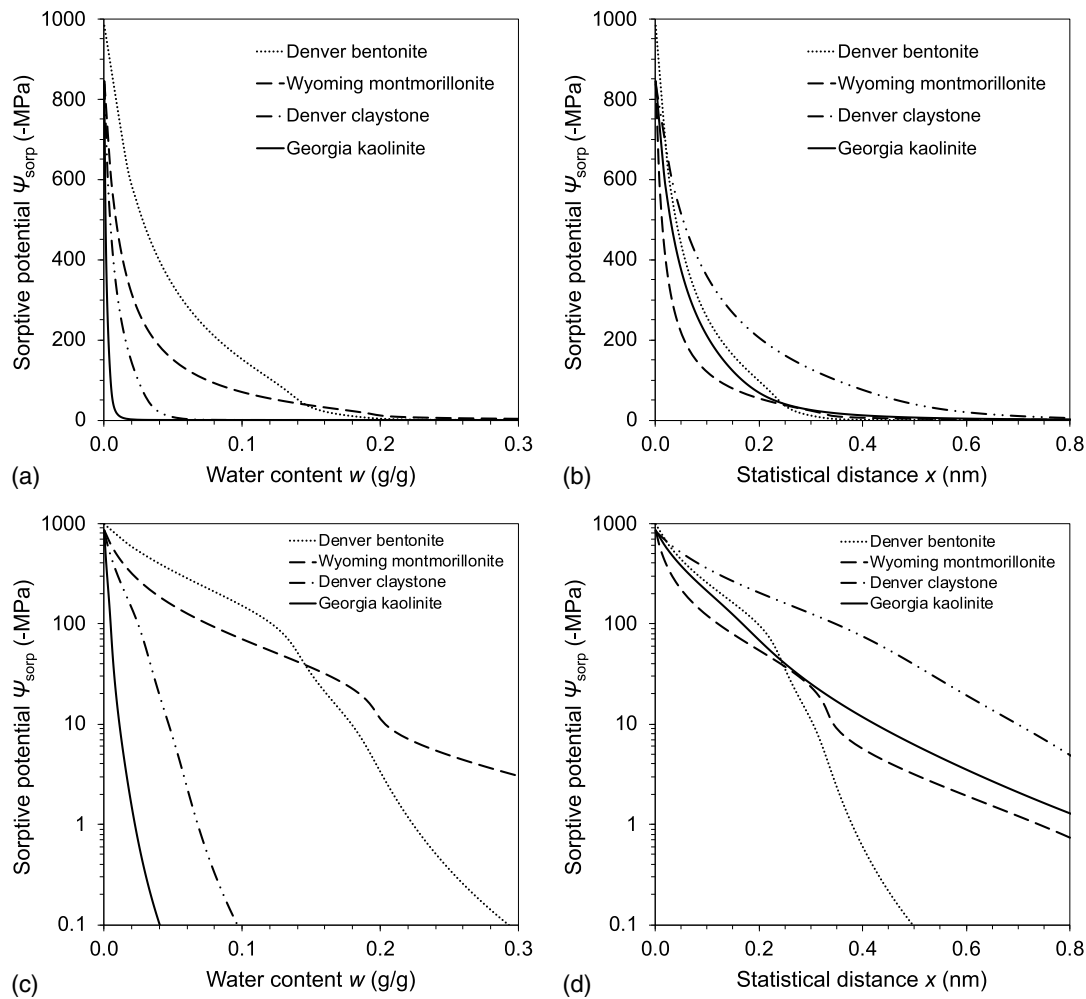 1000
800
600
400
200
0
Sorptive potential Ψsorp (-MPa)
Denver bentonite
Wyoming montmorillonite
Denver claystone
Georgia kaolinite
0.0 0.1 0.2 0.3
(a) Water content w (g/g)
1000
800
600
400
200
0
Sorptive potential Ψsorp (-MPa)
Denver bentonite
Wyoming montmorillonite
Denver claystone
Georgia kaolinite
0.0 0.2 0.4 0.6 0.8
(b) Statistical distance x (nm)
1000
100
10
1
0.1
Sorptive potential Ψsorp (-MPa)
Denver bentonite
Wyoming montmorillonite
Denver claystone
Georgia kaolinite
0.0 0.1 0.2 0.3
(c) Water content w (g/g)
1000
100
10
1
0.1
Sorptive potential Ψsorp (-MPa)
Denver bentonite
Wyoming montmorillonite
Denver claystone
Georgia kaolinite
0.0 0.2 0.4 0.6 0.8
(d) Statistical distance x (nm)